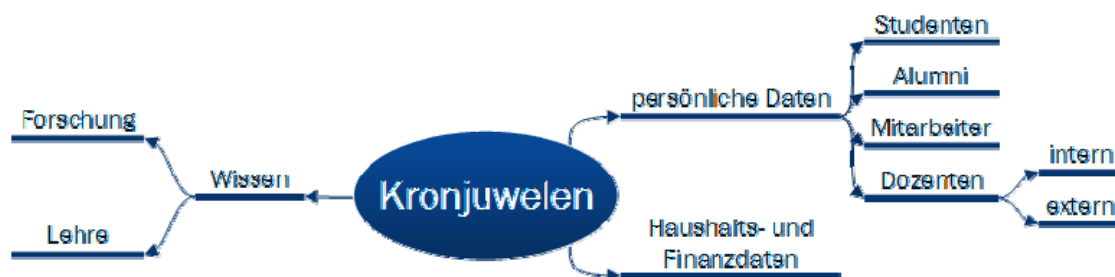 Studenten
Alumni
persönliche Daten
Forschung
Mitarbeiter
intern
Wissen
Kronjuwelen
Dozenten
extern
Lehre
Haushalts- und
Finanzdaten